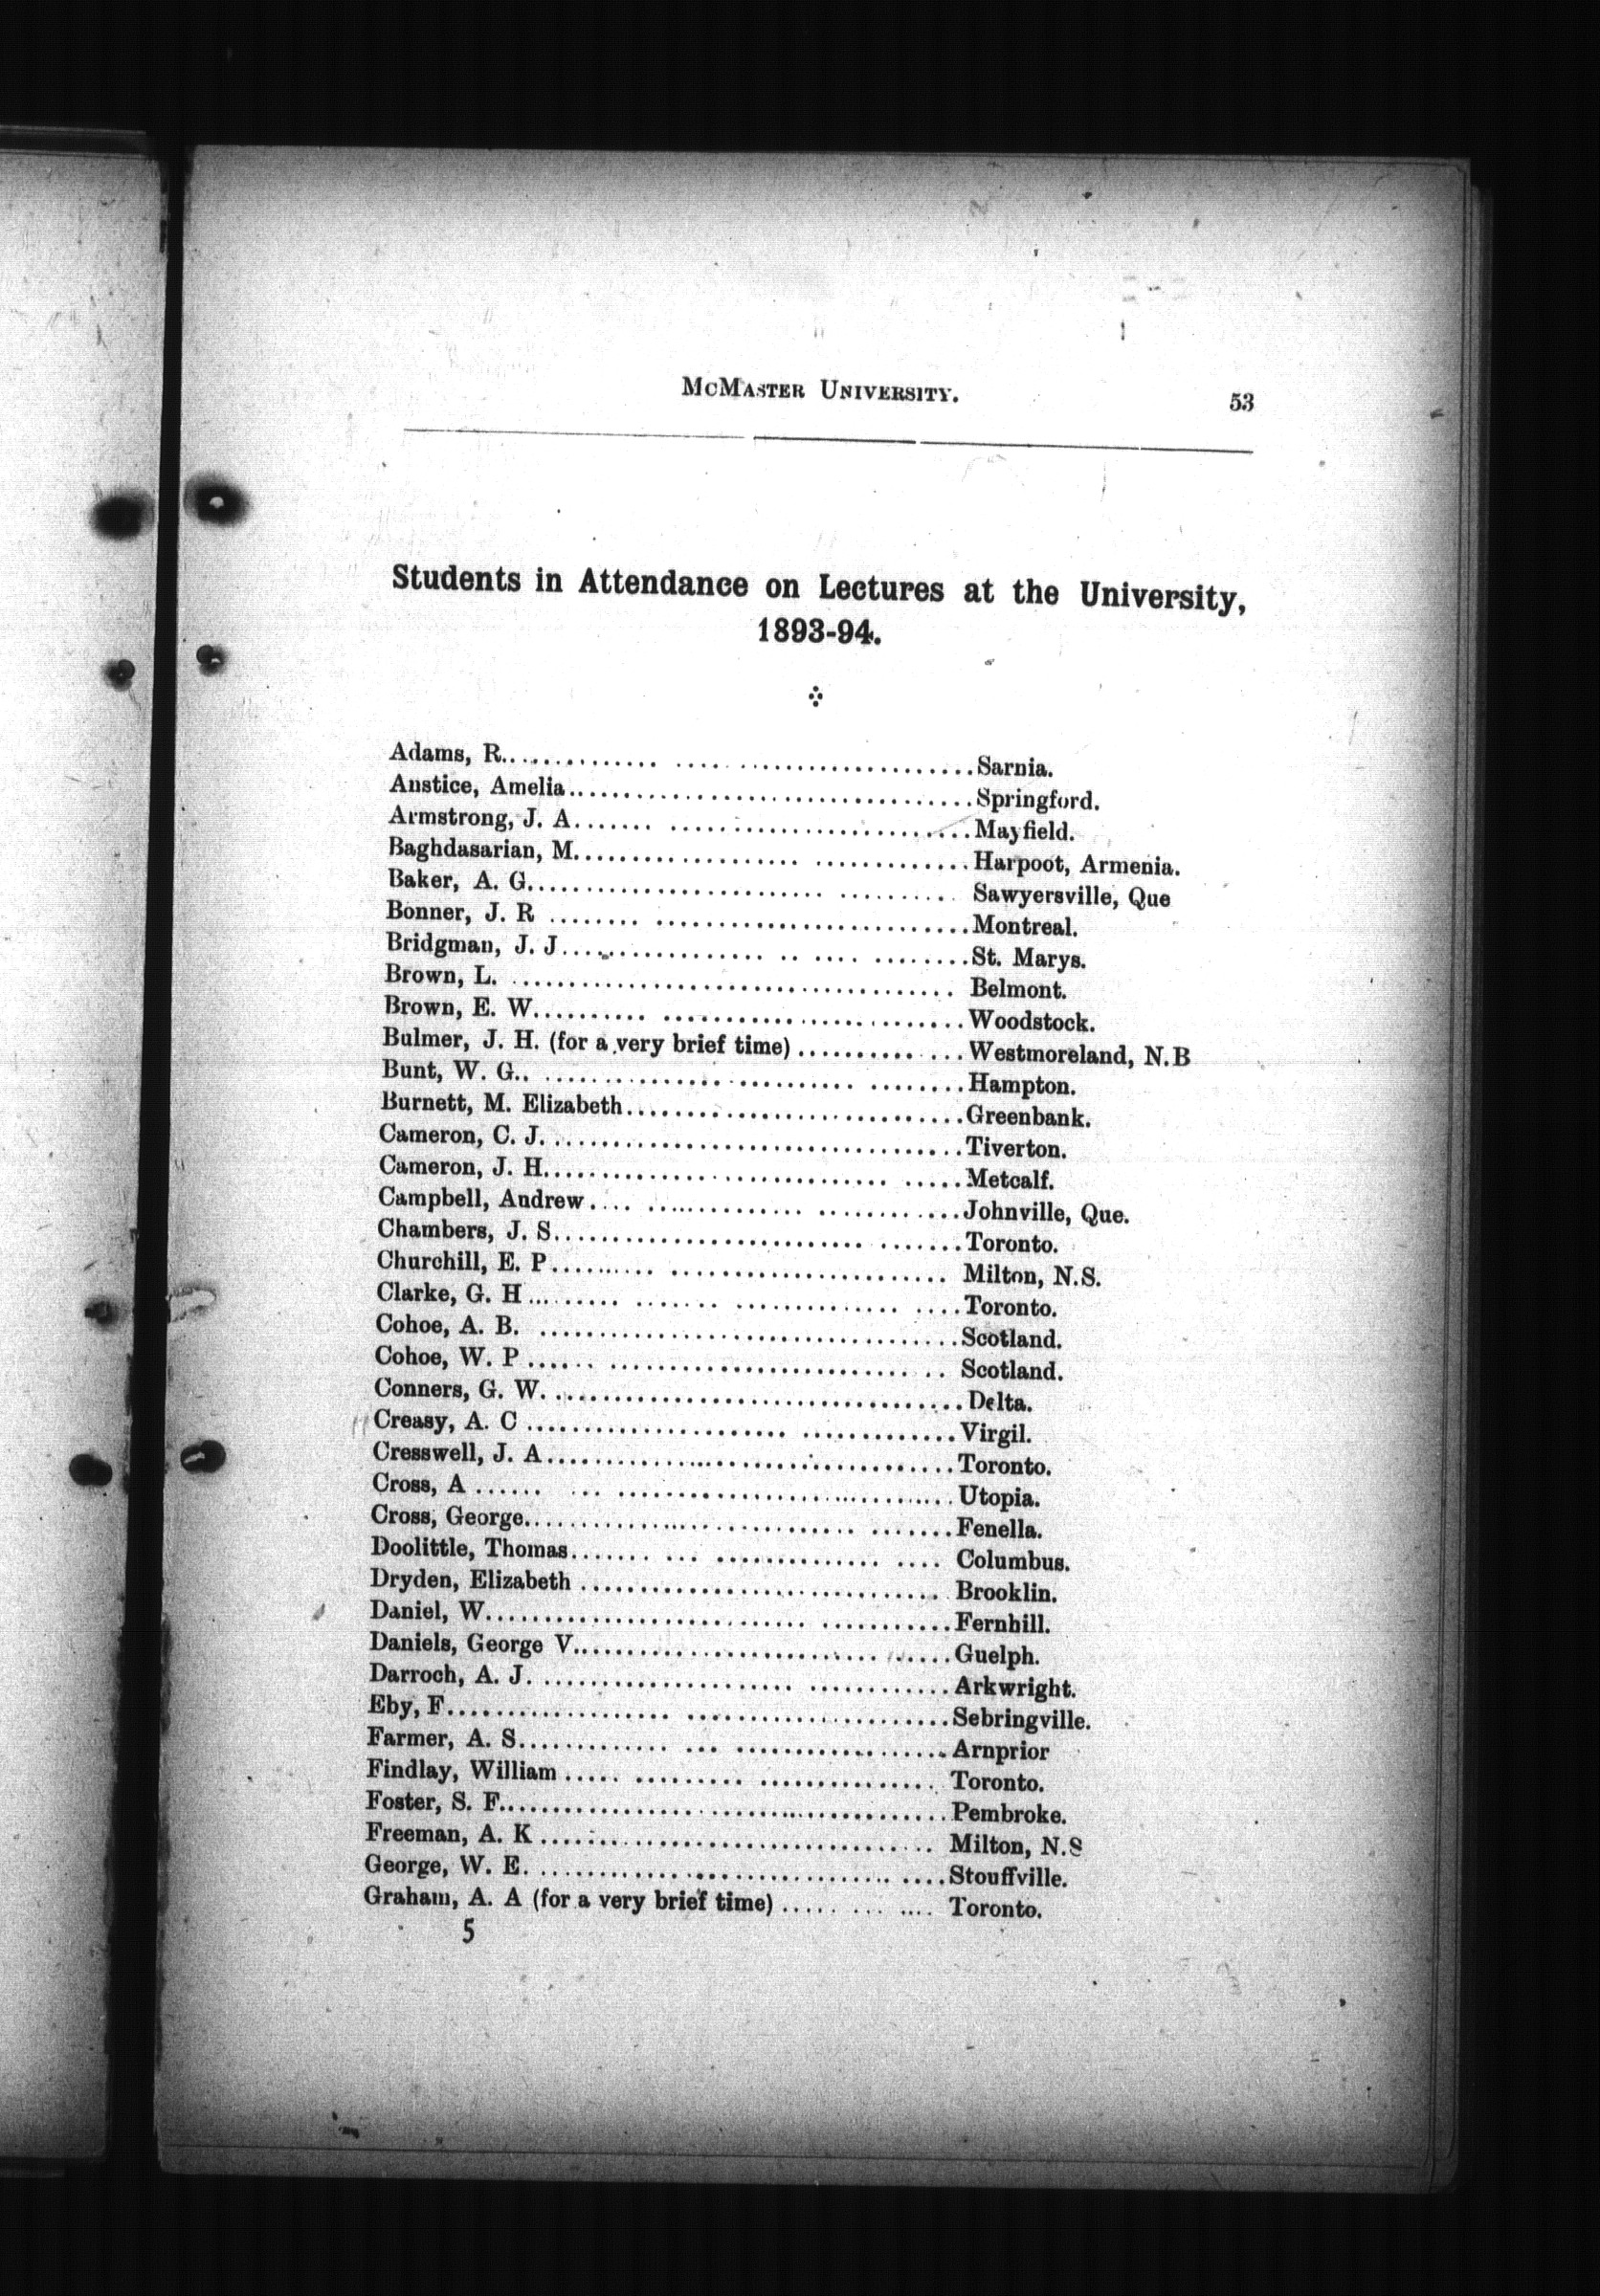 McMaster University. 53
Students in Attendance on Lectures at the University,
1893-94.
Adams, R. Sarnia.
Anstice, Amelia Springford.
Armstrong, J. A. Mayfield.
Baghdasarian, M. Harpoot, Armenia.
Baker, A. G. Sawyersville, Que
Bonner, J. R Montreal.
Bridgman, J. J. St. Marys.
Brown, L. Belmont.
Brown, E. W. Woodstock.
Bulmer, J. H. (for a very brief time) Westmoreland, N.B
Bunt, W. G. Hampton.
Burnett, M. Elizabeth Greenbank.
Cameron, C. J. Tiverton.
Cameron, J. H. Metcalf.
Campbell, Andrew Johnville, Que.
Chambers, J. S. Toronto.
Churchill, E. P. Milton, N.S.
Clarke, G. H Toronto.
Cohoe, A. B. Scotland.
Cohoe, W. P Scotland.
Conners, G. W. Delta.
Creasy, A. C Virgil.
Cresswell, J. A. Toronto.
Cross, A Utopia.
Cross, George. Fenella.
Doolittle, Thomas Columbus.
Dryden, Elizabeth Brooklin.
Daniel, W. Fernhill.
Daniels, George V. Guelph.
Darroch, A. J. Arkwright.
Eby, F. Sebringville.
Farmer, A. S. Arnprior
Findlay, William Toronto.
Foster, S. F. Pembroke.
Freeman, A. K Milton, N.S
George, W. E. Stouffville.
Graham, A. A (for a very brief time) Toronto.
5